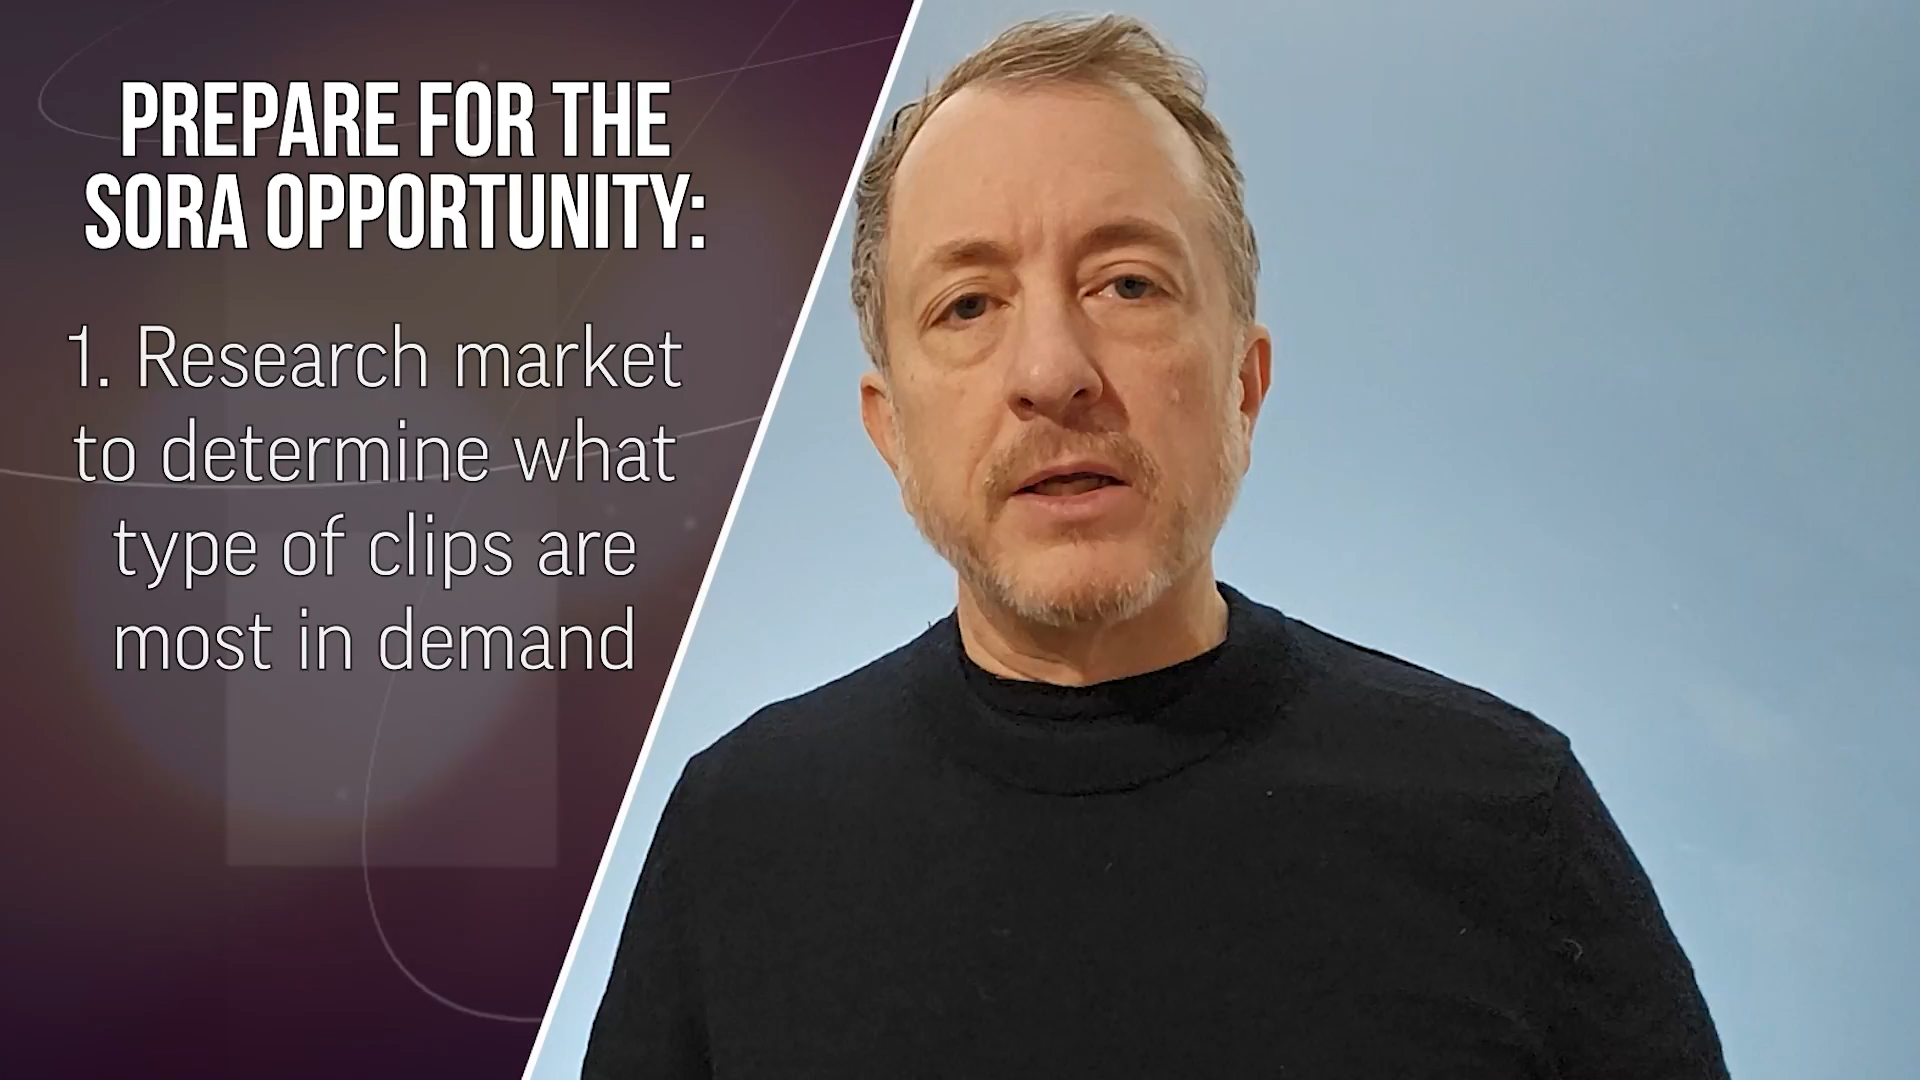 PREPARE FOR THE
SORA OPPORTUNITY:
1. Research market
to determine what
type of clips are
most in demand